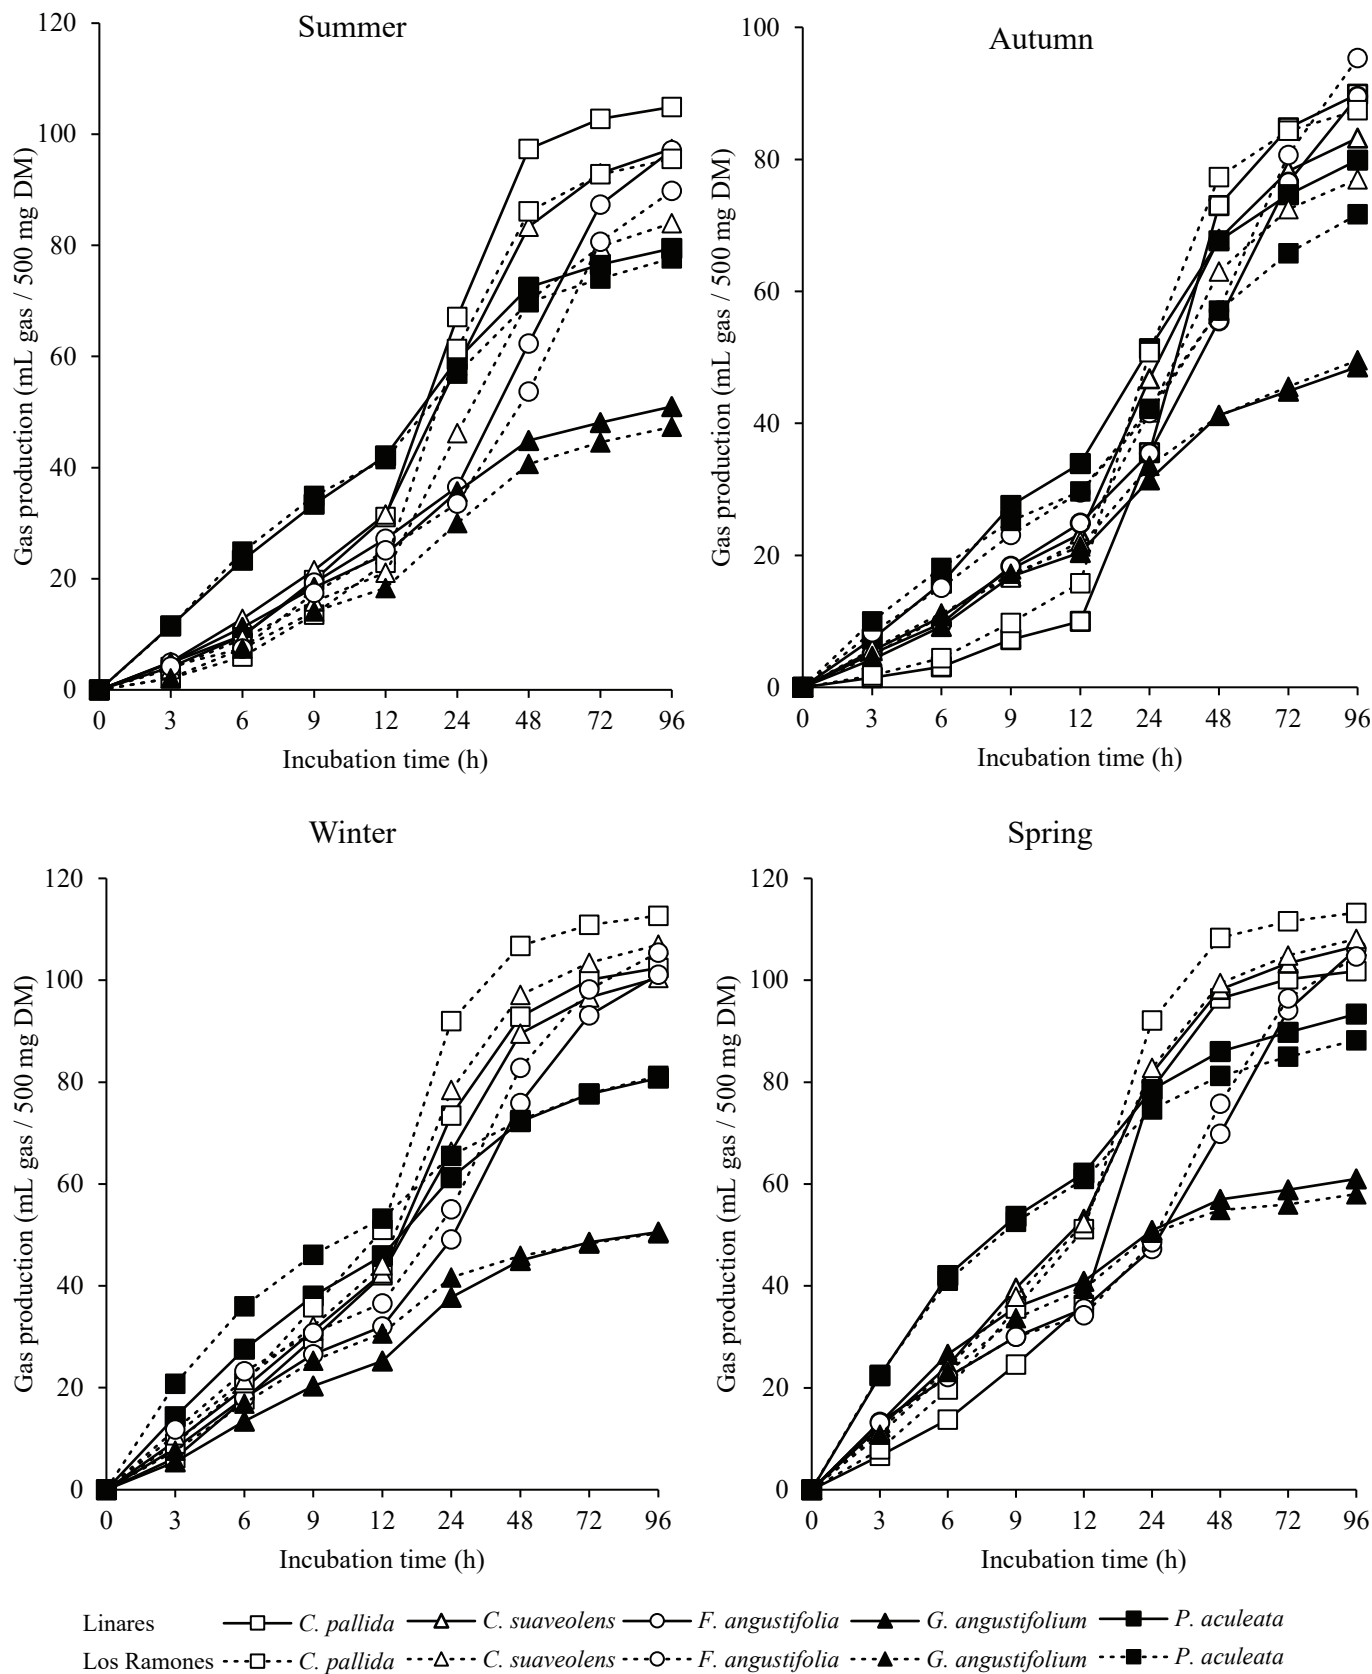 Summer
Gas production (mL gas / 500 mg DM)
120
100
80
60
40
20
0
0 3 6 9 12 24 48 72 96
Incubation time (h)
Autumn
Gas production (mL gas / 500 mg DM)
100
80
60
40
20
0
0 3 6 9 12 24 48 72 96
Incubation time (h)
Winter
Gas production (mL gas / 500 mg DM)
120
100
80
60
40
20
0
0 3 6 9 12 24 48 72 96
Incubation time (h)
Spring
Gas production (mL gas / 500 mg DM)
120
100
80
60
40
20
0
0 3 6 9 12 24 48 72 96
Incubation time (h)
Linares C. pallida C. suaveolens F. angustifolia G. angustifolium P. aculeata
Los Ramones C. pallida C. suaveolens F. angustifolia G. angustifolium P. aculeata